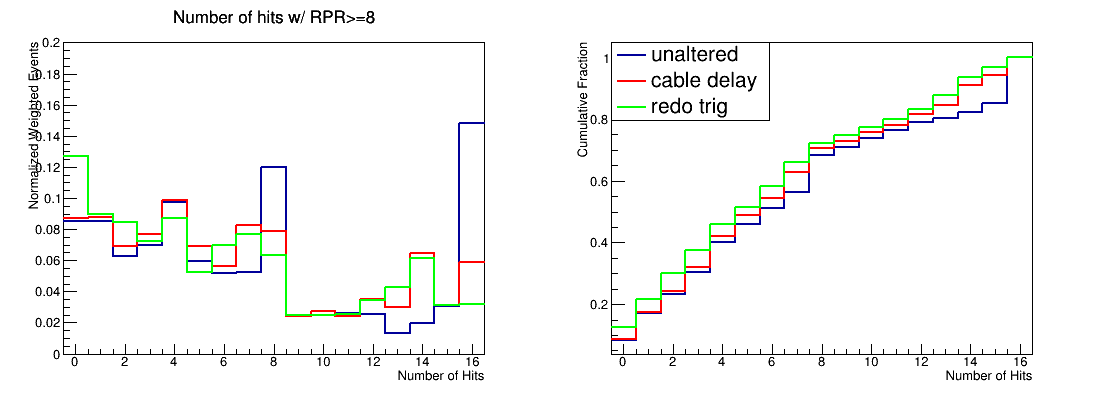 Number of hits w/ RPR>=8
Normalized Weighted Events
0.2
0.18
0.16
0.14
0.12
0.1
0.08
0.06
0.04
0.02
0
0 2 4 6 8 10 12 14 16
Number of Hits
Cumulative Fraction
1
0.8
0.6
0.4
0.2
unaltered
cable delay
redo trig
0 2 4 6 8 10 12 14 16
Number of Hits